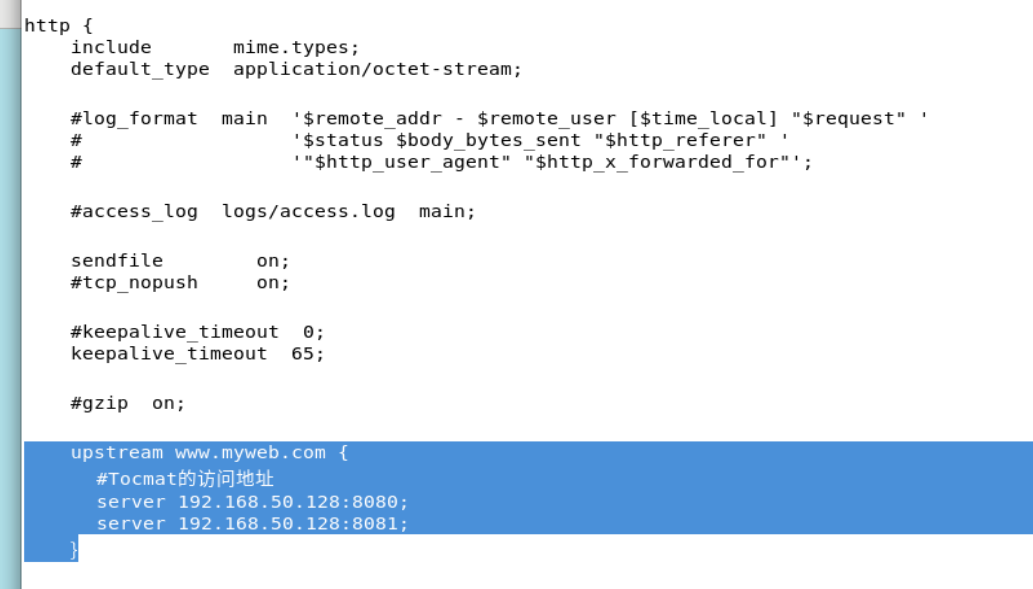 http {
    include       mime.types;
    default_type  application/octet-stream;
    #log_format  main  '$remote_addr - $remote_user [$time_local] "$request" '
    #                  '$status $body_bytes_sent "$http_referer" '
    #                  '"$http_user_agent" "$http_x_forwarded_for"';
    #access_log  logs/access.log  main;
    sendfile        on;
    #tcp_nopush     on;
    #keepalive_timeout  0;
    keepalive_timeout  65;
    #gzip  on;
    upstream www.myweb.com {
      #Tocmat的访问地址
      server 192.168.50.128:8080;
      server 192.168.50.128:8081;
    }